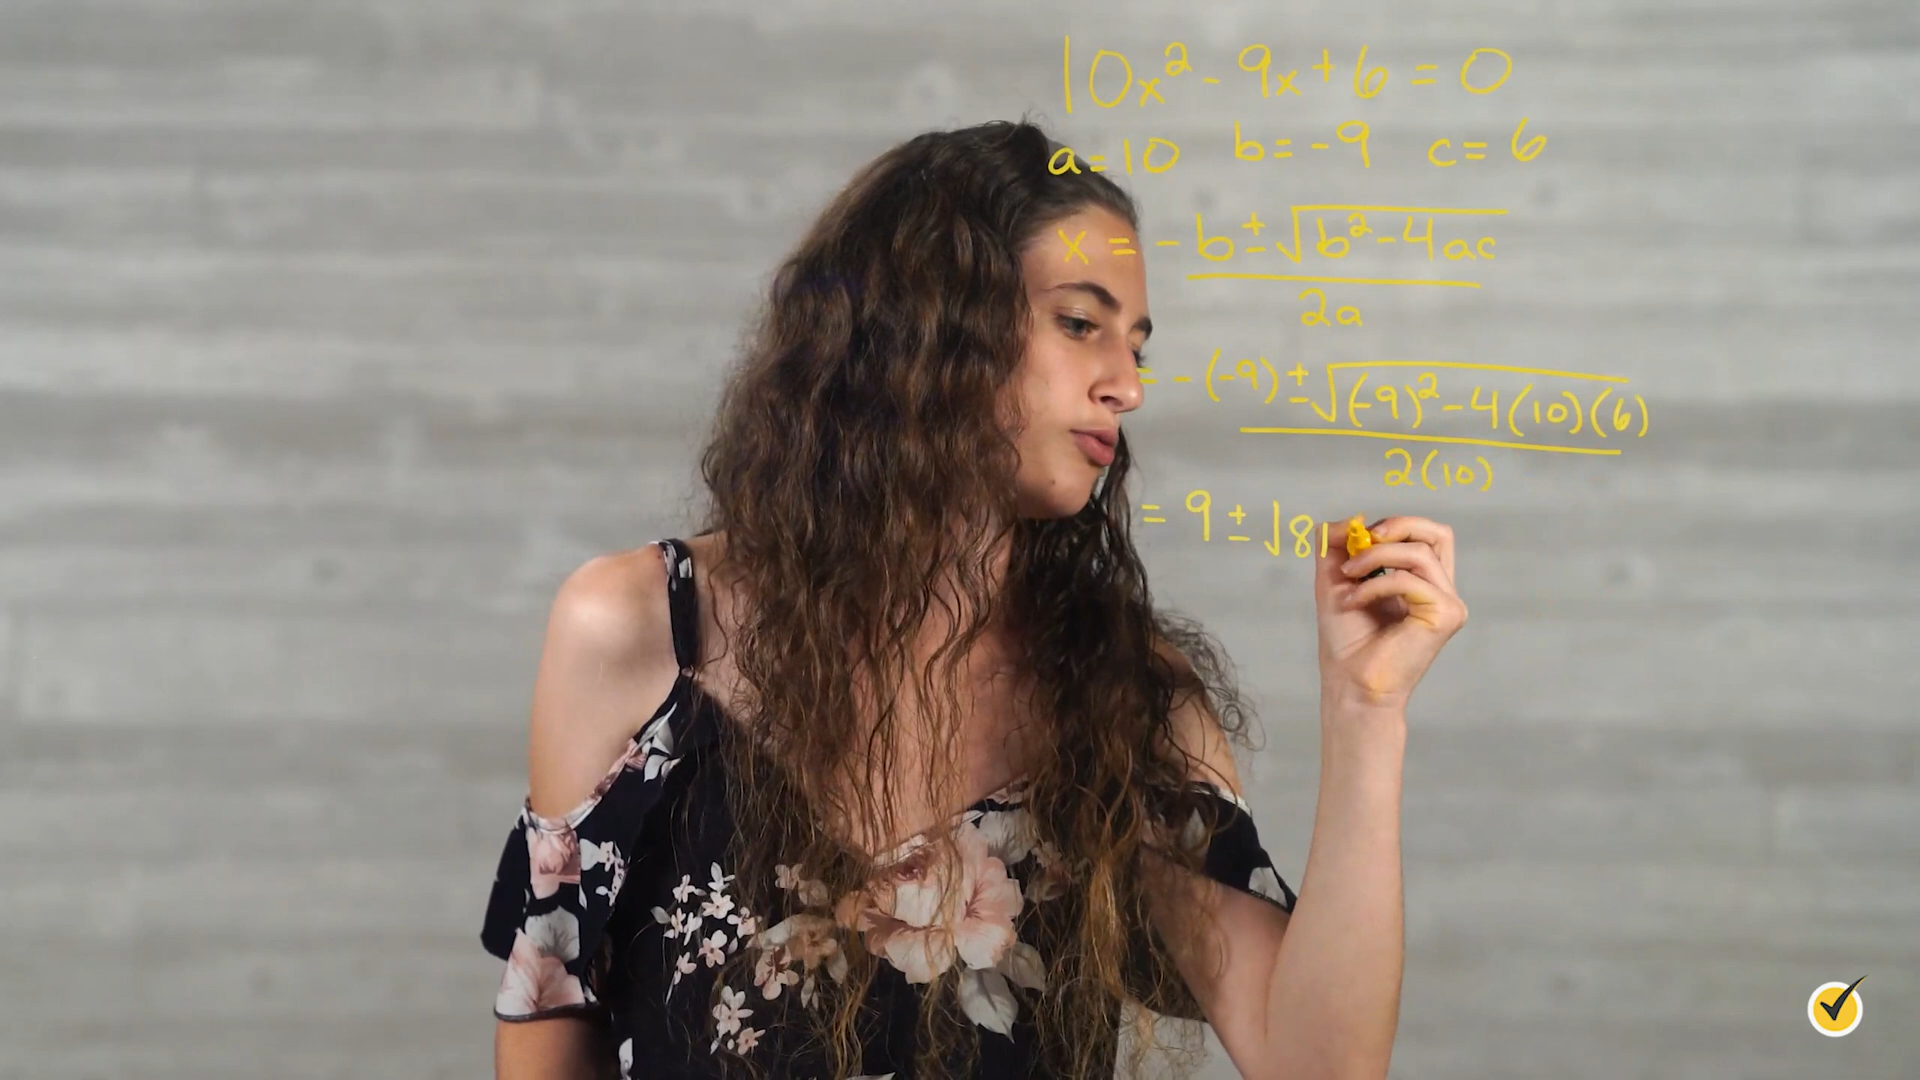 10x² - 9x + 6 = 0
a = 10 b = -9 c = 6
x = -b ± √b² - 4ac
2a
= -(-9) ± √(-9)² - 4(10)(6)
2(10)
= 9 ± √81